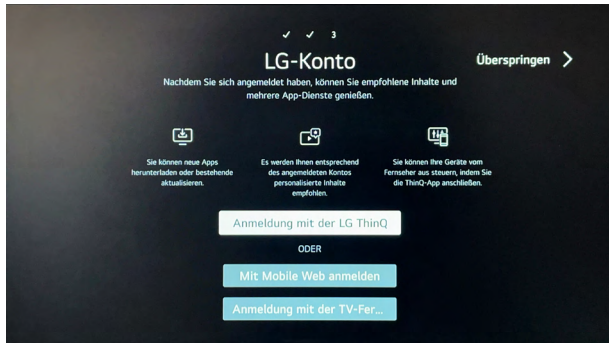 ✓ ✓ 3
LG-Konto
Überspringen >
Nachdem Sie sich angemeldet haben, können Sie empfohlene Inhalte und
mehrere App-Dienste genießen.
Sie können neue Apps
herunterladen oder bestehende
aktualisieren.
Es werden Ihnen entsprechend
des angemeldeten Kontos
personalisierte Inhalte
empfohlen.
Sie können Ihre Geräte vom
Fernseher aus steuern, indem Sie
die ThinQ-App anschließen.
Anmeldung mit der LG ThinQ
ODER
Mit Mobile Web anmelden
Anmeldung mit der TV-Fer...